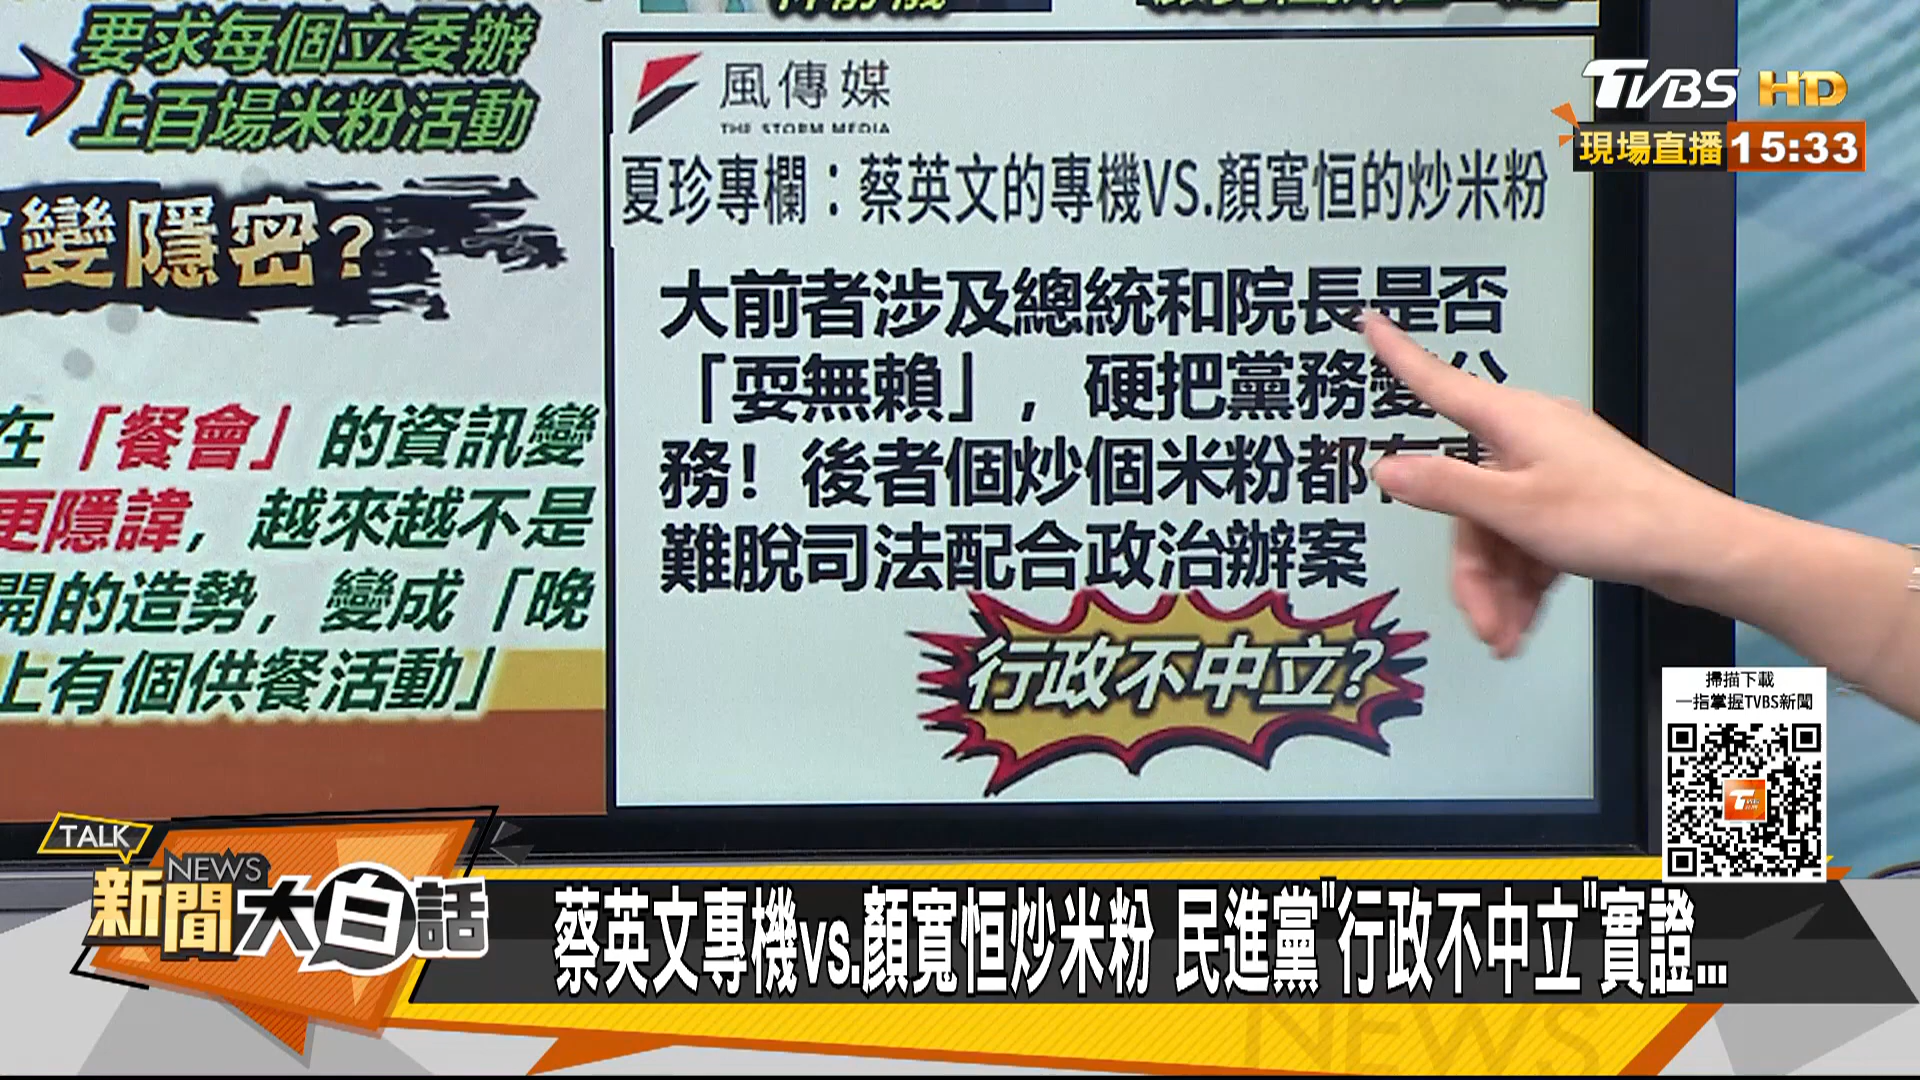 要求每個立委辦
上百場米粉活動
變隱密?
在「餐會」的資訊變
更隱諱，越來越不是
開的造勢，變成「晚
上有個供餐活動」
風傳媒
THE STORM MEDIA
夏珍專欄：蔡英文的專機VS.顏寬恒的炒米粉
大前者涉及總統和院長是否
「耍無賴」，硬把黨務變公
務！後者個炒個米粉都有
難脫司法配合政治辦案
行政不中立?
TVBS HD
現場直播 15:33
掃描下載
一指掌握TVBS新聞
TALK
NEWS
新聞大白話
蔡英文專機vs.顏寬恒炒米粉 民進黨"行政不中立"實證...
NEWS